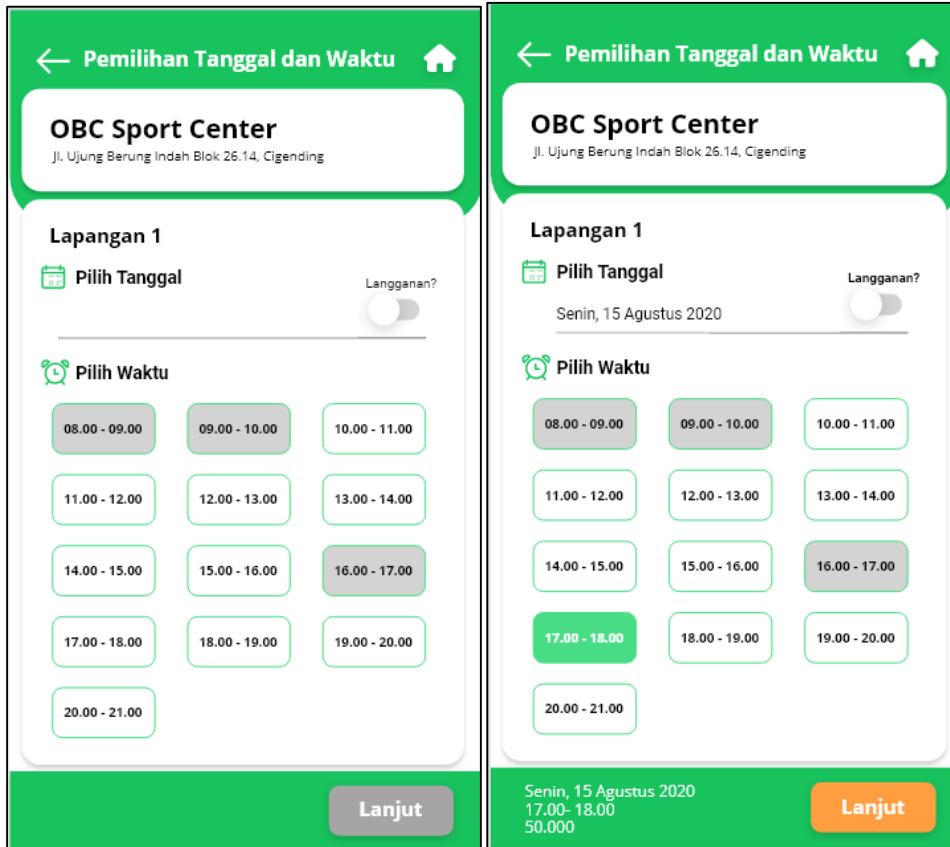 Pemilihan Tanggal dan Waktu
OBC Sport Center
Jl. Ujung Berung Indah Blok 26.14, Cigending
Lapangan 1
Pilih Tanggal
Langganan?
Pilih Waktu
08.00 - 09.00
09.00 - 10.00
10.00 - 11.00
11.00 - 12.00
12.00 - 13.00
13.00 - 14.00
14.00 - 15.00
15.00 - 16.00
16.00 - 17.00
17.00 - 18.00
18.00 - 19.00
19.00 - 20.00
20.00 - 21.00
Lanjut
Pemilihan Tanggal dan Waktu
OBC Sport Center
Jl. Ujung Berung Indah Blok 26.14, Cigending
Lapangan 1
Pilih Tanggal
Langganan?
Senin, 15 Agustus 2020
Pilih Waktu
08.00 - 09.00
09.00 - 10.00
10.00 - 11.00
11.00 - 12.00
12.00 - 13.00
13.00 - 14.00
14.00 - 15.00
15.00 - 16.00
16.00 - 17.00
17.00 - 18.00
18.00 - 19.00
19.00 - 20.00
20.00 - 21.00
Senin, 15 Agustus 2020
17.00- 18.00
50.000
Lanjut